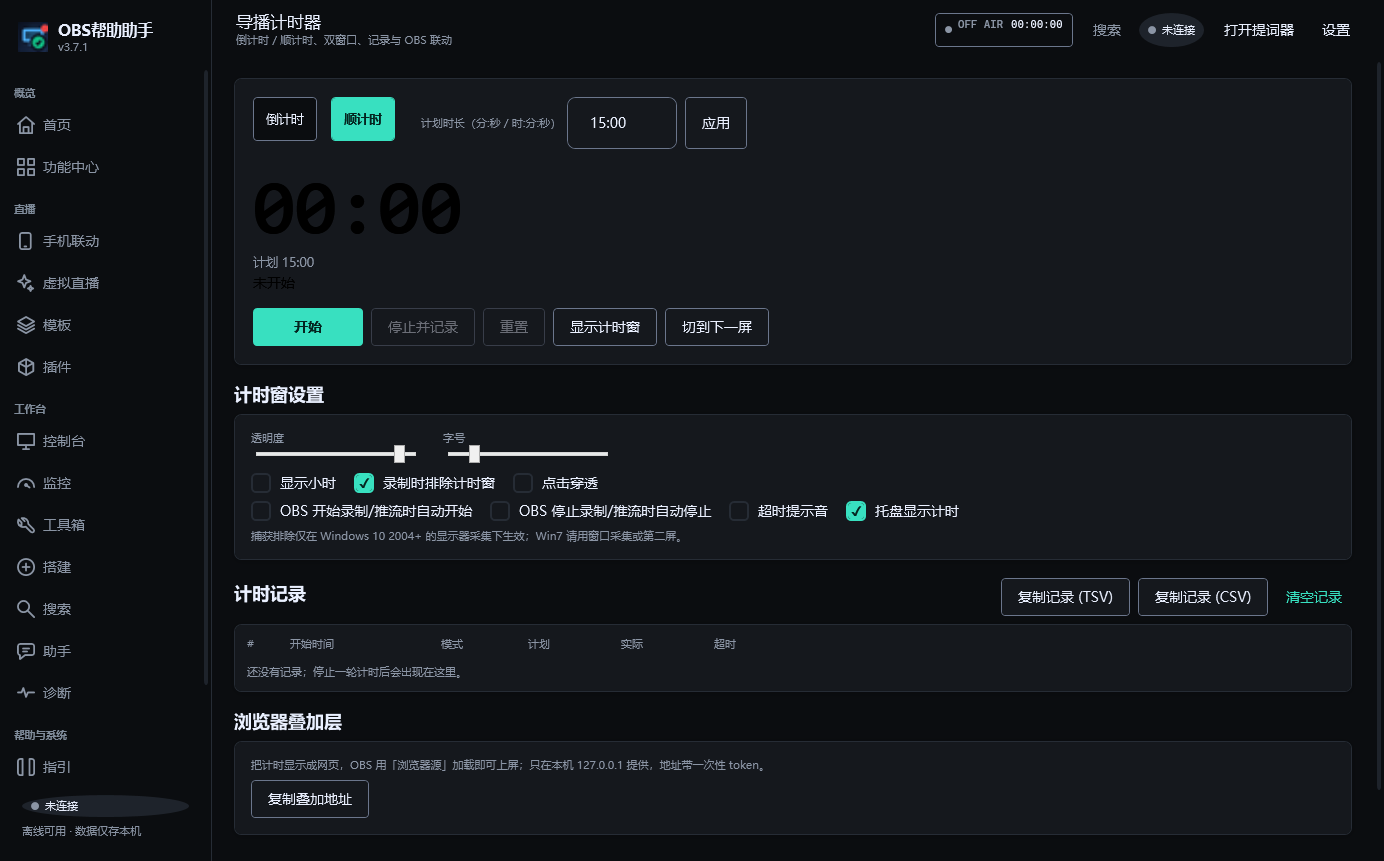 OBS帮助助手
v3.7.1
概览
首页
功能中心
直播
手机联动
虚拟直播
模板
插件
工作台
控制台
监控
工具箱
搭建
搜索
助手
诊断
帮助与系统
指引
未连接
离线可用 · 数据仅存本机
导播计时器
倒计时 / 顺计时、双窗口、记录与 OBS 联动
OFF AIR 00:00:00
搜索
未连接
打开提词器
设置
倒计时
顺计时
计划时长（分:秒 / 时:分:秒）
15:00
应用
00:00
计划 15:00
未开始
开始
停止并记录
重置
显示计时窗
切到下一屏
计时窗设置
透明度
字号
显示小时
录制时排除计时窗
点击穿透
OBS 开始录制/推流时自动开始
OBS 停止录制/推流时自动停止
超时提示音
托盘显示计时
捕获排除仅在 Windows 10 2004+ 的显示器采集下生效；Win7 请用窗口采集或第二屏。
计时记录
复制记录 (TSV)
复制记录 (CSV)
清空记录
# 开始时间 模式 计划 实际 超时
还没有记录；停止一轮计时后会出现在这里。
浏览器叠加层
把计时显示成网页，OBS 用「浏览器源」加载即可上屏；只在本机 127.0.0.1 提供，地址带一次性 token。
复制叠加地址